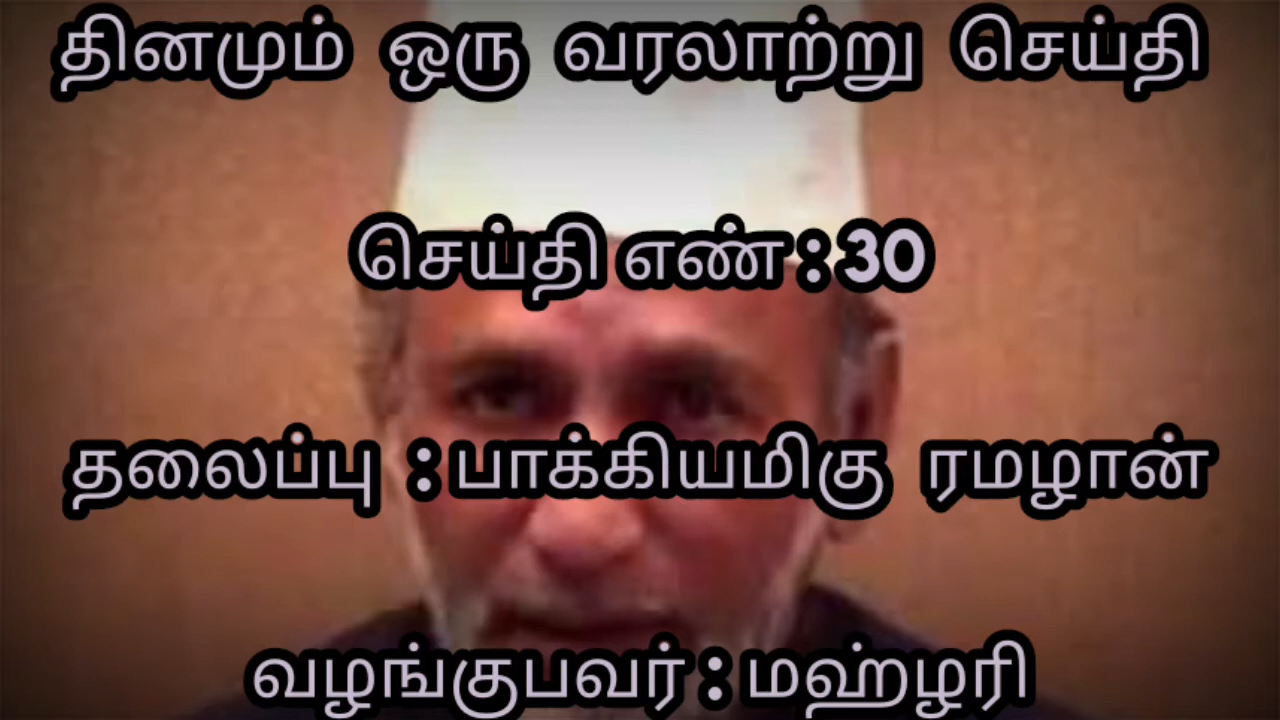 தினமும் ஒரு வரலாற்று செய்தி
செய்தி எண் : 30
தலைப்பு : பாக்கியமிகு ரமழான்
வழங்குபவர் : மஹ்ழரி